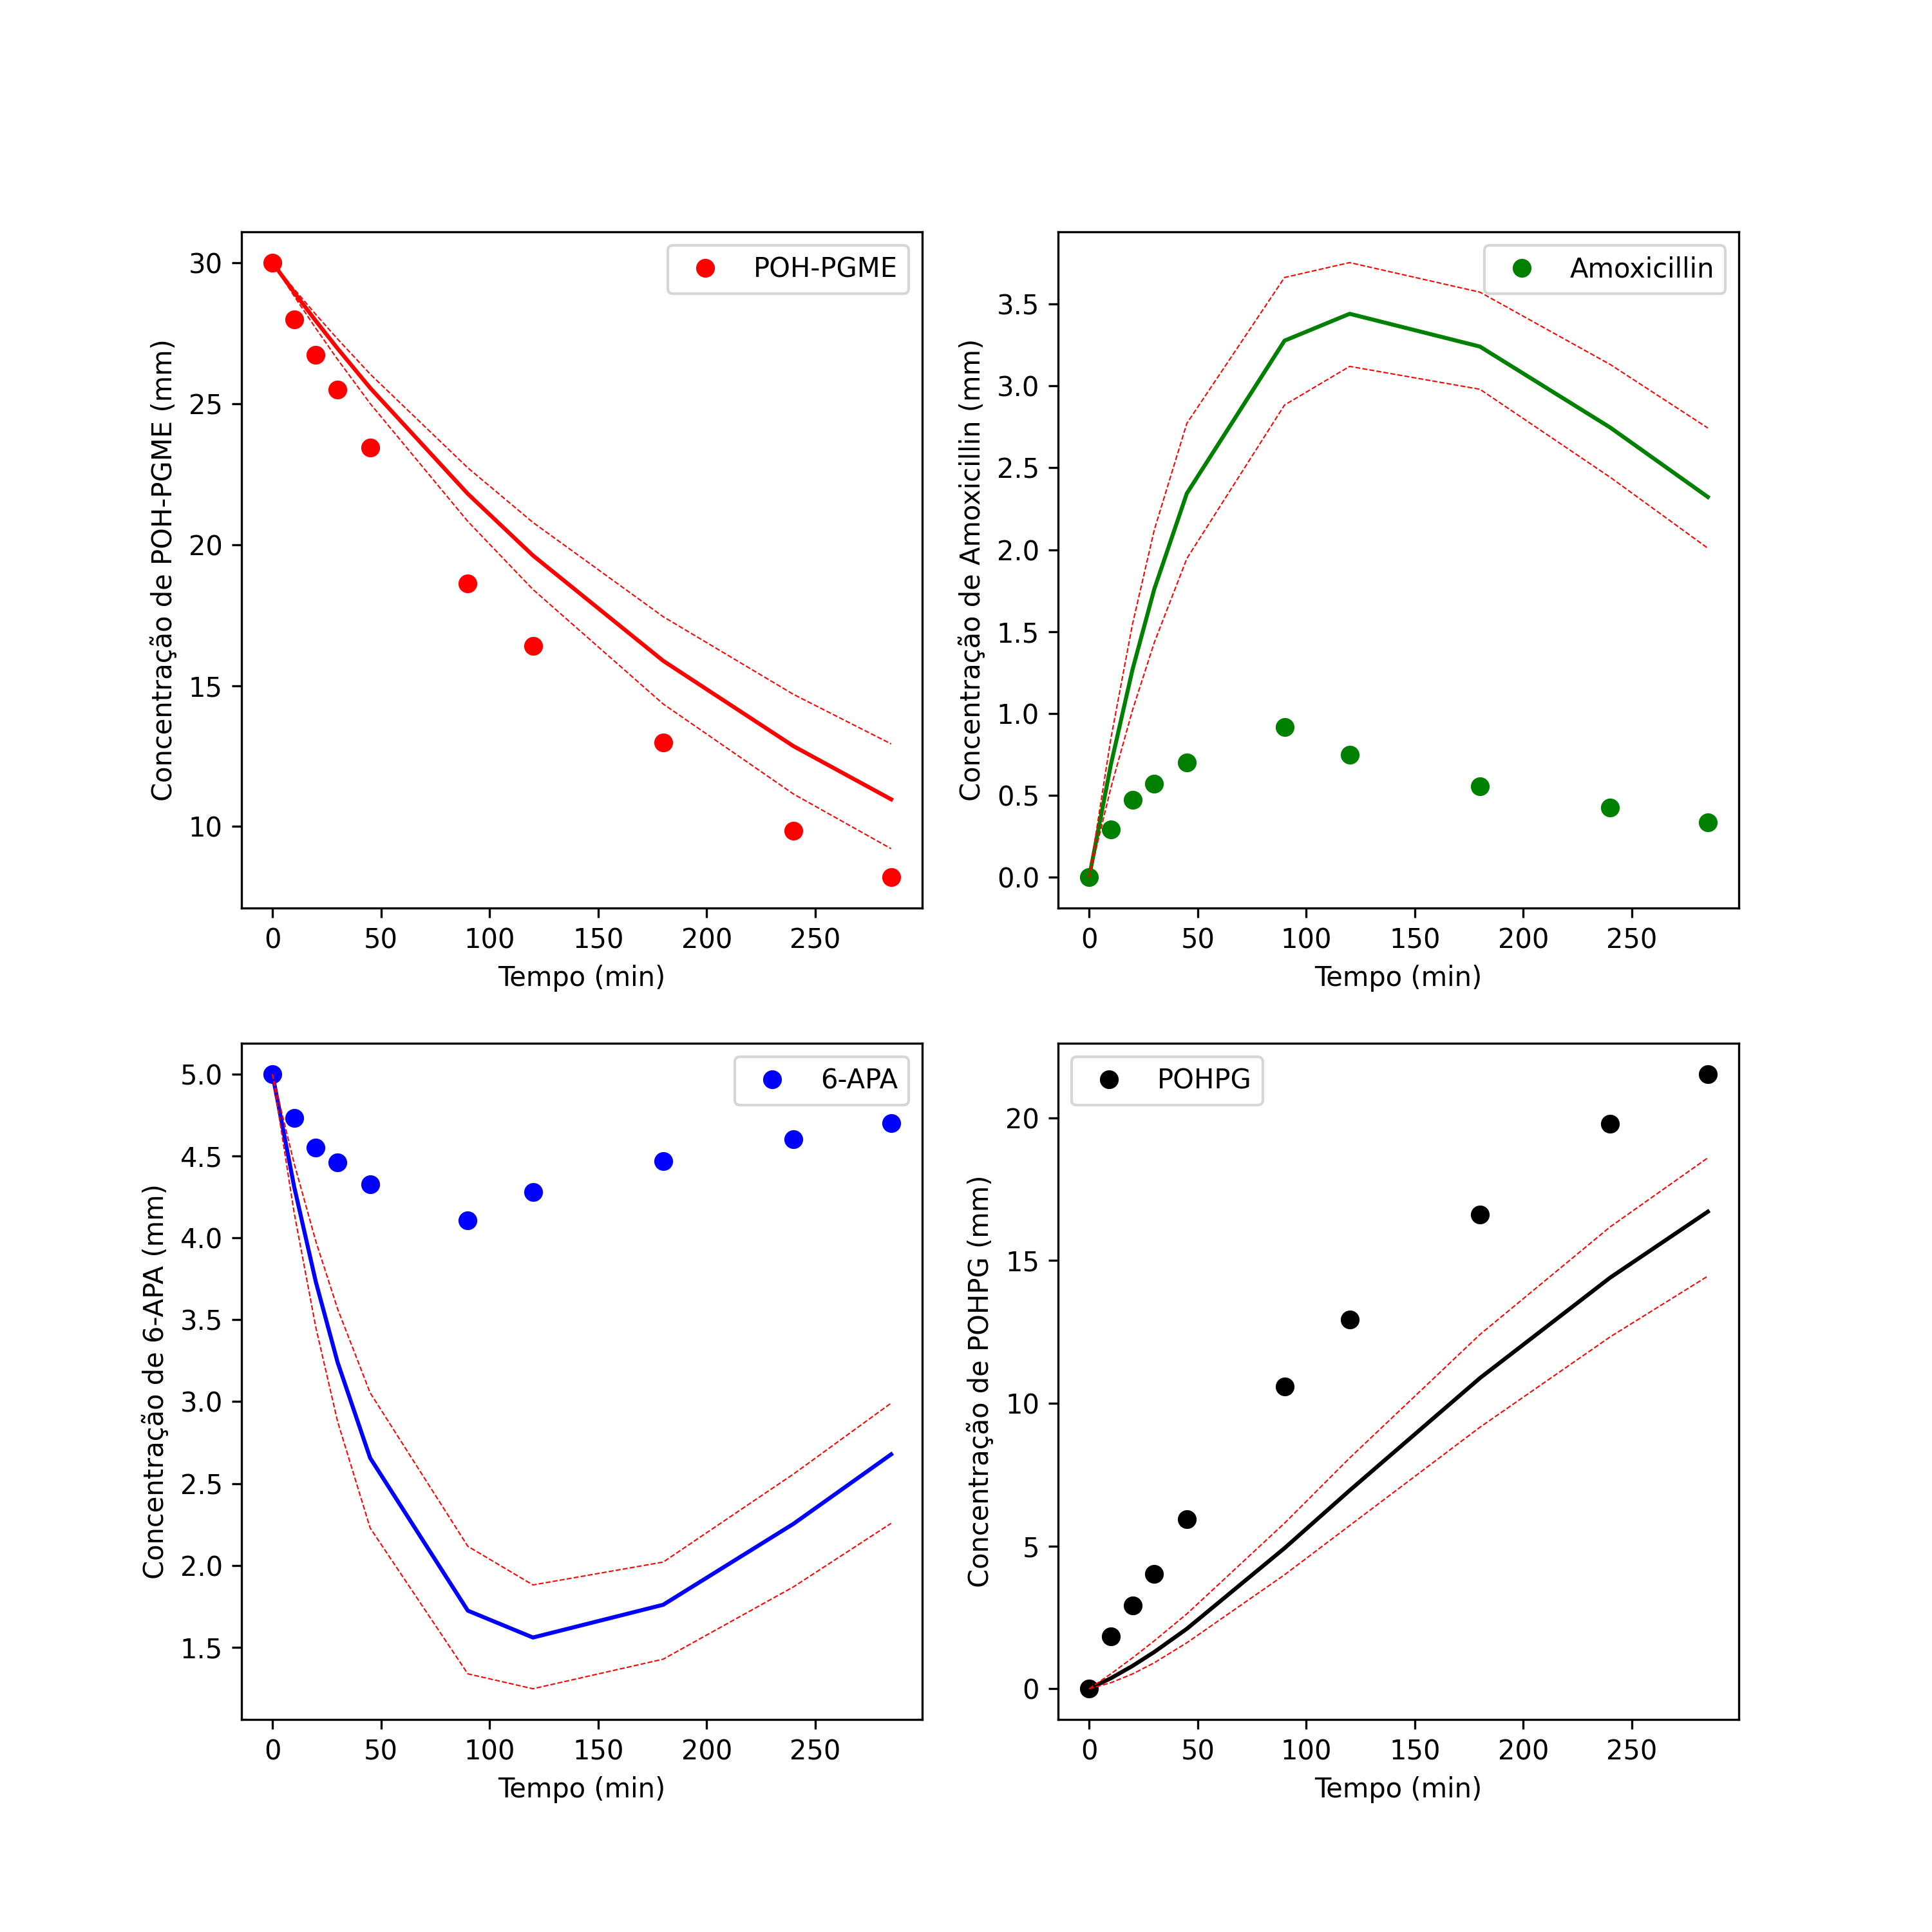 Concentração de POH-PGME (mm)
30
25
20
15
10
POH-PGME
0 50 100 150 200 250
Tempo (min)
Concentração de Amoxicillin (mm)
3.5
3.0
2.5
2.0
1.5
1.0
0.5
0.0
Amoxicillin
0 50 100 150 200 250
Tempo (min)
Concentração de 6-APA (mm)
5.0
4.5
4.0
3.5
3.0
2.5
2.0
1.5
6-APA
0 50 100 150 200 250
Tempo (min)
Concentração de POHPG (mm)
20
15
10
5
0
POHPG
0 50 100 150 200 250
Tempo (min)